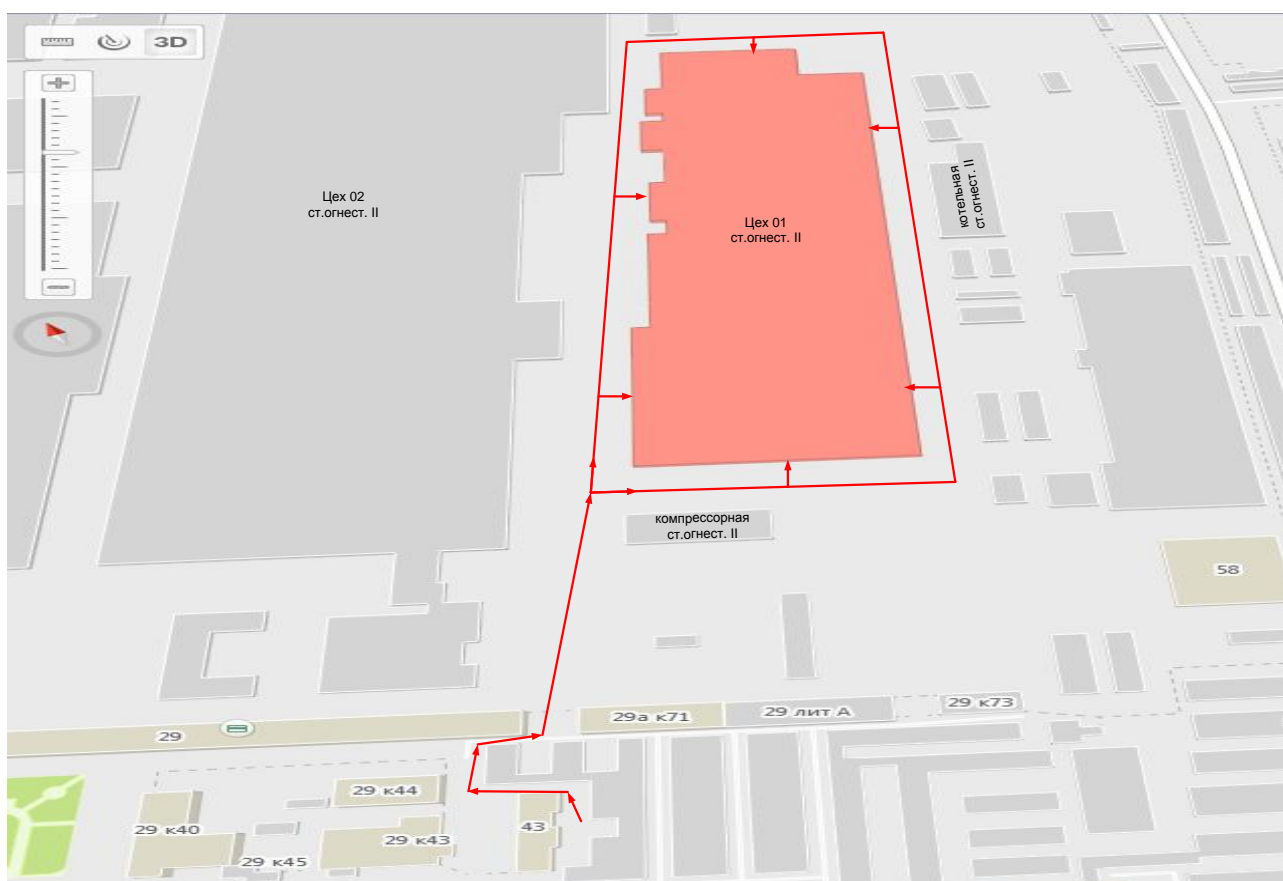 3D
Цех 02
ст.огнест. II
Цех 01
ст.огнест. II
котельная
ст.огнест. II
компрессорная
ст.огнест. II
58
29а к71
29 лит А
29 к73
29
29 к44
29 к40
43
29 к43
29 к45